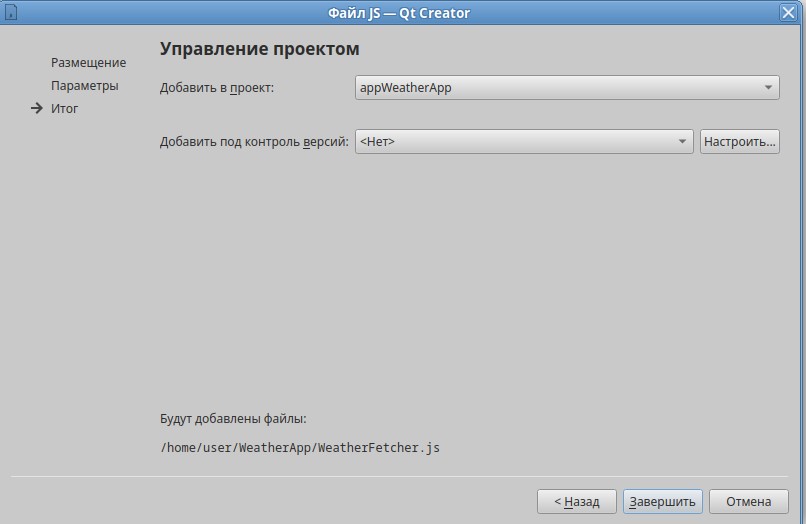 Файл JS — Qt Creator
Управление проектом
Размещение
Параметры
Итог
Добавить в проект: appWeatherApp
Добавить под контроль версий: <Нет> Настроить...
Будут добавлены файлы:
/home/user/WeatherApp/WeatherFetcher.js
< Назад Завершить Отмена